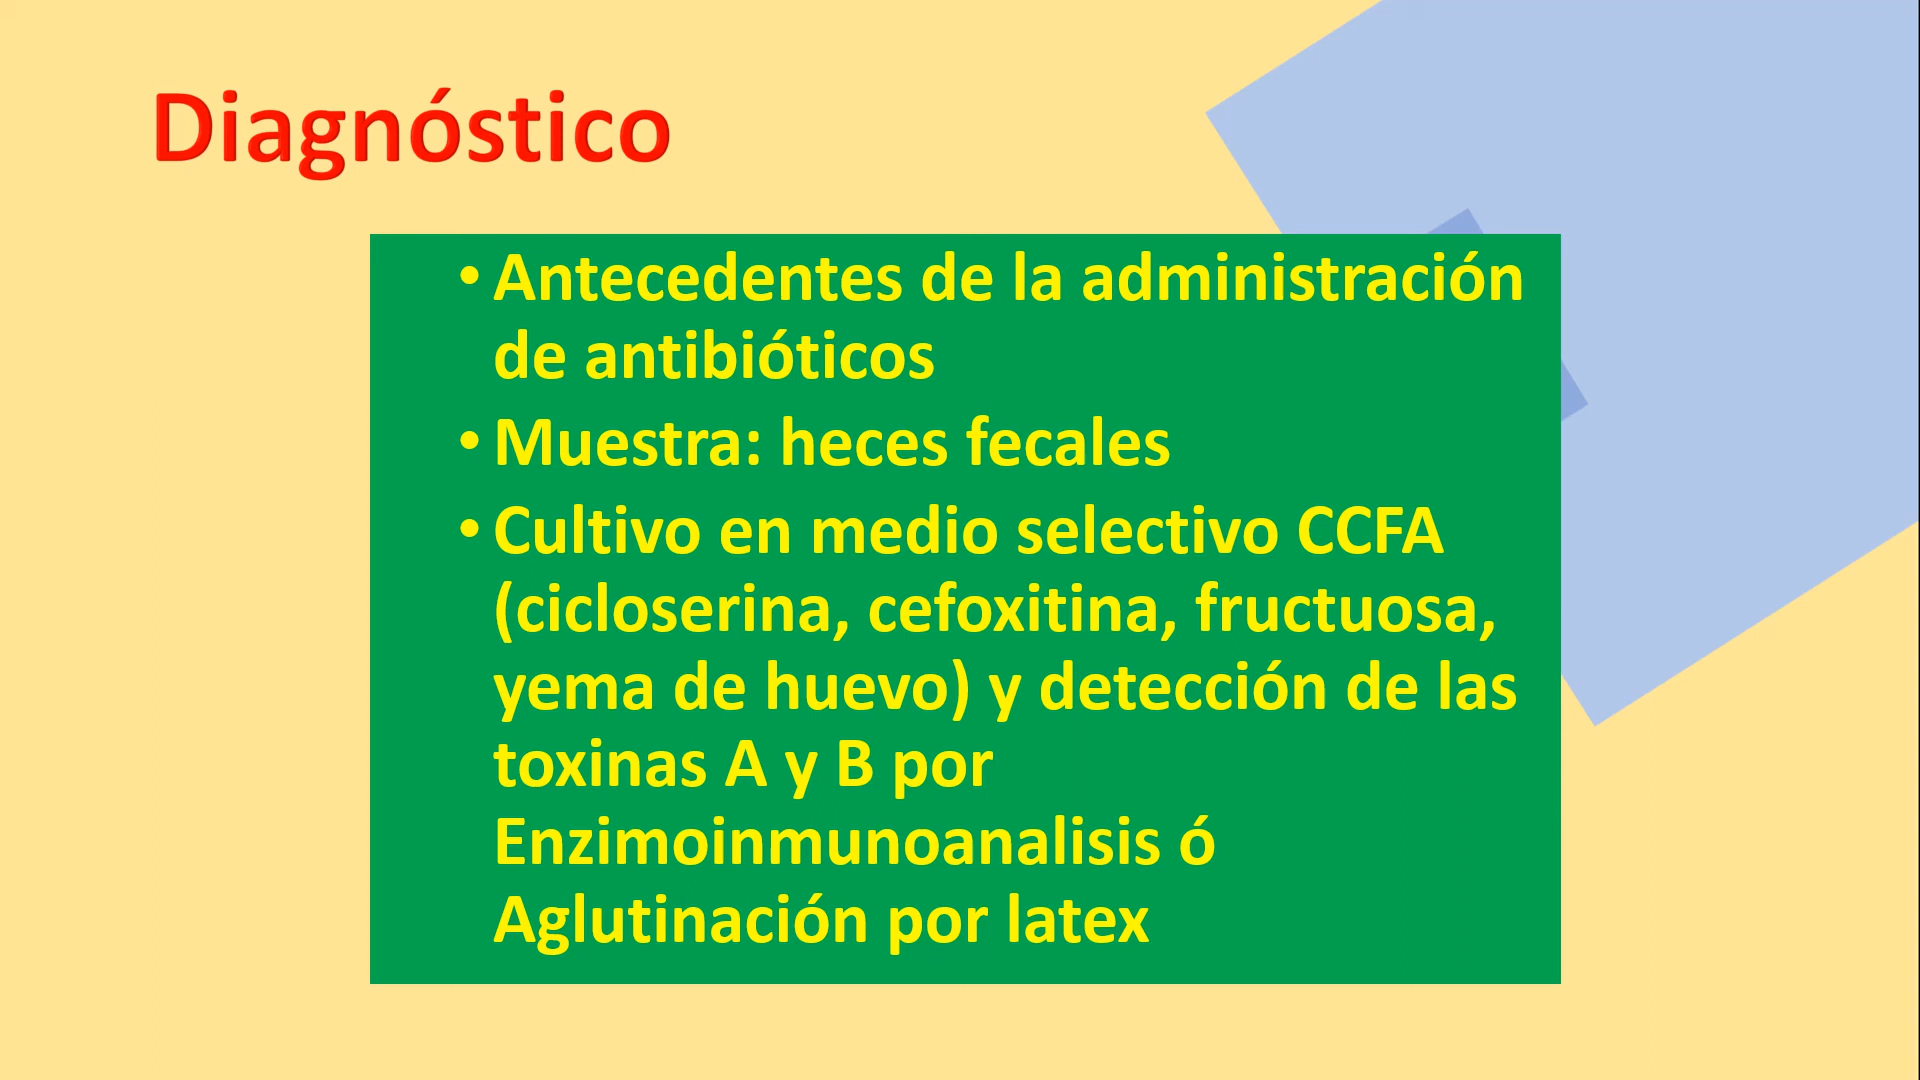 Diagnóstico
• Antecedentes de la administración
de antibióticos
• Muestra: heces fecales
• Cultivo en medio selectivo CCFA
(cicloserina, cefoxitina, fructuosa,
yema de huevo) y detección de las
toxinas A y B por
Enzimoinmunoanalisis ó
Aglutinación por latex